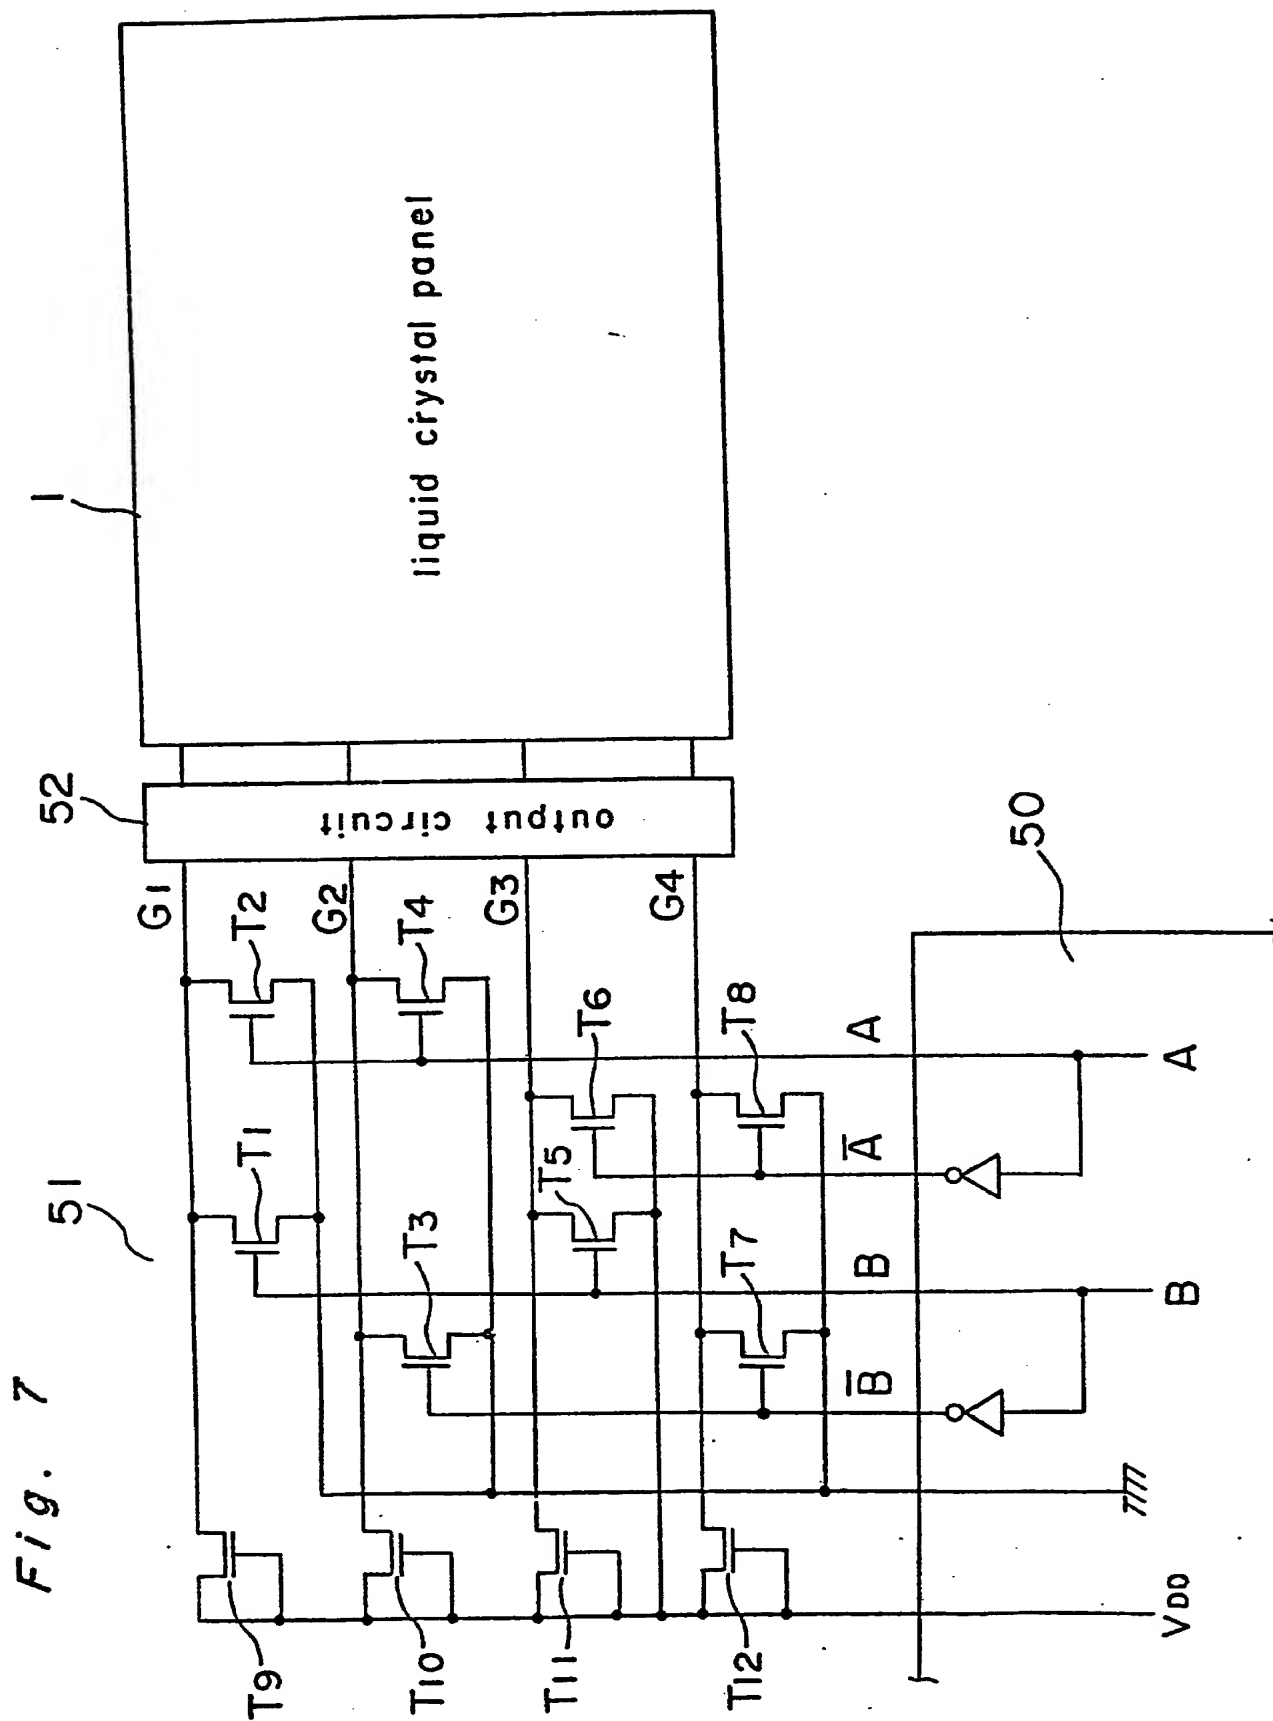 Fig. 7
1
liquid crystal panel
52
output circuit
51
G1
T2
T1
G2
T4
T3
G3
T6
T5
G4
T8
T7
T9
T10
T11
T12
A
A̅
B
B̅
50
A
B
VDD